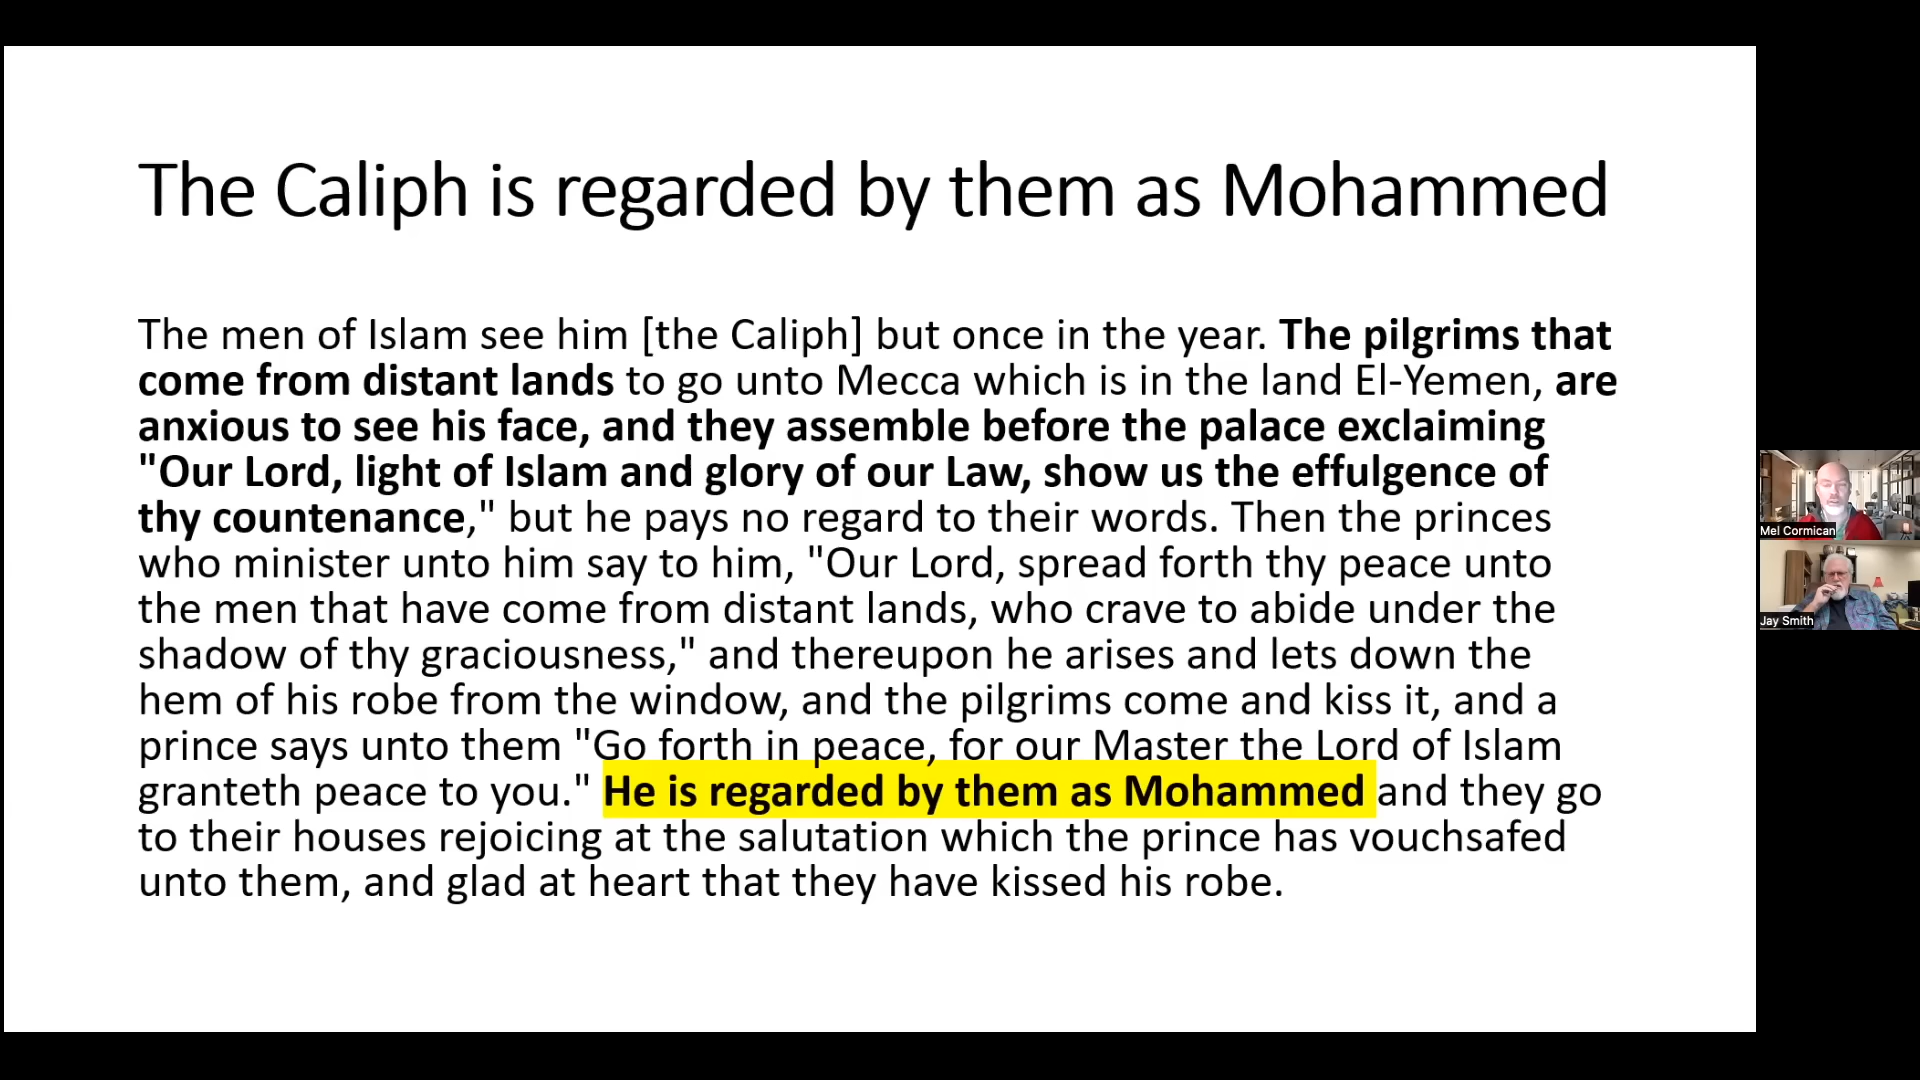 The Caliph is regarded by them as Mohammed
The men of Islam see him [the Caliph] but once in the year. The pilgrims that
come from distant lands to go unto Mecca which is in the land El-Yemen, are
anxious to see his face, and they assemble before the palace exclaiming
"Our Lord, light of Islam and glory of our Law, show us the effulgence of
thy countenance," but he pays no regard to their words. Then the princes
who minister unto him say to him, "Our Lord, spread forth thy peace unto
the men that have come from distant lands, who crave to abide under the
shadow of thy graciousness," and thereupon he arises and lets down the
hem of his robe from the window, and the pilgrims come and kiss it, and a
prince says unto them "Go forth in peace, for our Master the Lord of Islam
granteth peace to you." He is regarded by them as Mohammed and they go
to their houses rejoicing at the salutation which the prince has vouchsafed
unto them, and glad at heart that they have kissed his robe.
Mel Cormican
Jay Smith